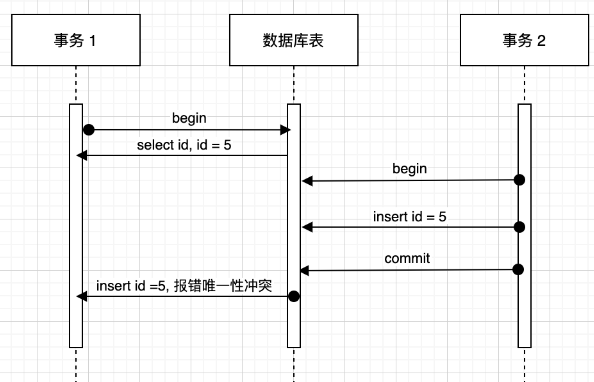 事务 1
数据库表
事务 2
begin
select id, id = 5
begin
insert id = 5
commit
insert id =5, 报错唯一性冲突